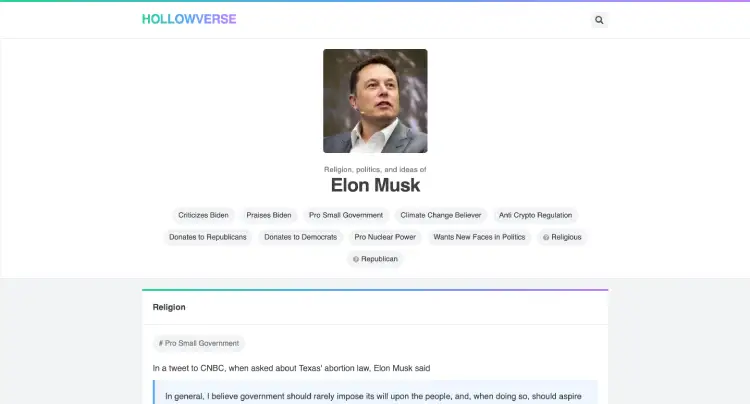 HOLLOWVERSE
Religion, politics, and ideas of
Elon Musk
Criticizes Biden Praises Biden Pro Small Government Climate Change Believer Anti Crypto Regulation
Donates to Republicans Donates to Democrats Pro Nuclear Power Wants New Faces in Politics Religious
Republican
Religion
# Pro Small Government
In a tweet to CNBC, when asked about Texas' abortion law, Elon Musk said
In general, I believe government should rarely impose its will upon the people, and, when doing so, should aspire